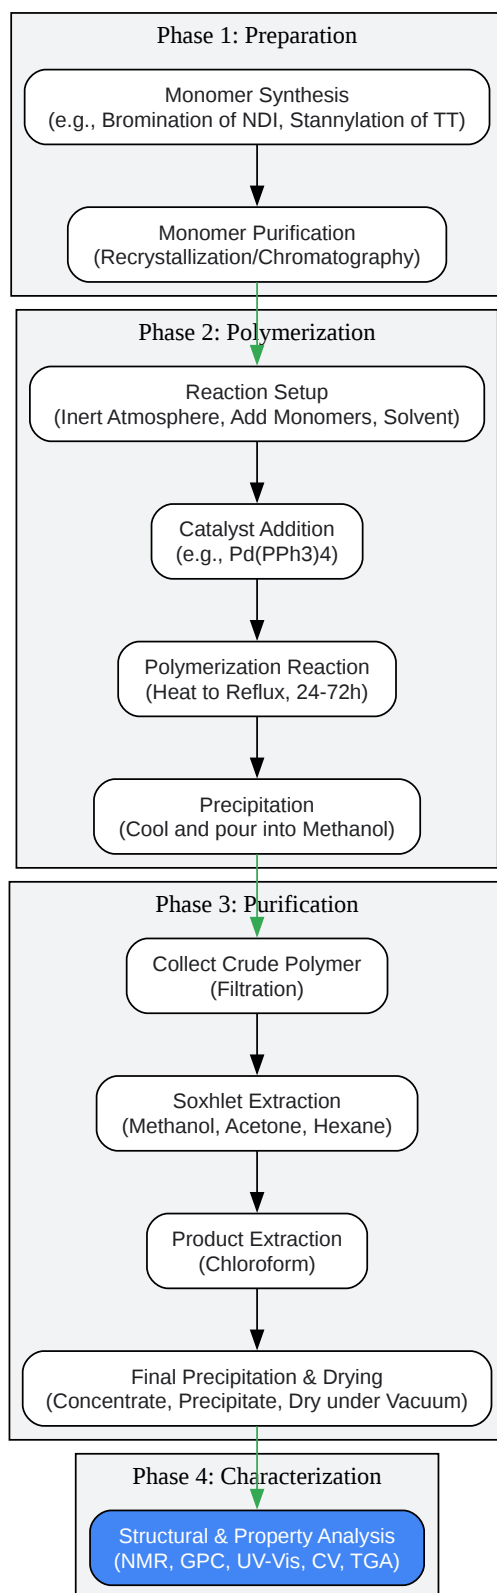 Phase 1: Preparation
Monomer Synthesis
(e.g., Bromination of NDI, Stannylation of TT)
Monomer Purification
(Recrystallization/Chromatography)
Phase 2: Polymerization
Reaction Setup
(Inert Atmosphere, Add Monomers, Solvent)
Catalyst Addition
(e.g., Pd(PPh3)4)
Polymerization Reaction
(Heat to Reflux, 24-72h)
Precipitation
(Cool and pour into Methanol)
Phase 3: Purification
Collect Crude Polymer
(Filtration)
Soxhlet Extraction
(Methanol, Acetone, Hexane)
Product Extraction
(Chloroform)
Final Precipitation & Drying
(Concentrate, Precipitate, Dry under Vacuum)
Phase 4: Characterization
Structural & Property Analysis
(NMR, GPC, UV-Vis, CV, TGA)